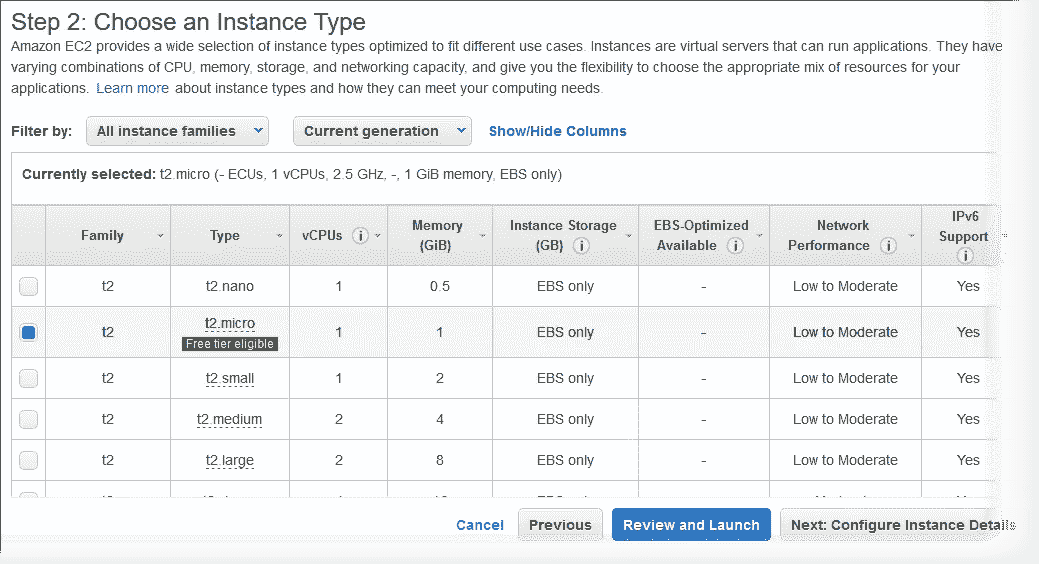 Step 2: Choose an Instance Type
Amazon EC2 provides a wide selection of instance types optimized to fit different use cases. Instances are virtual servers that can run applications. They have
varying combinations of CPU, memory, storage, and networking capacity, and give you the flexibility to choose the appropriate mix of resources for your
applications. Learn more about instance types and how they can meet your computing needs.
Filter by: All instance families Current generation Show/Hide Columns
Currently selected: t2.micro (- ECUs, 1 vCPUs, 2.5 GHz, -, 1 GiB memory, EBS only)
Family Type vCPUs i Memory (GiB) Instance Storage (GB) i EBS-Optimized Available i Network Performance i IPv6 Support i
t2 t2.nano 1 0.5 EBS only - Low to Moderate Yes
t2 t2.micro Free tier eligible 1 1 EBS only - Low to Moderate Yes
t2 t2.small 1 2 EBS only - Low to Moderate Yes
t2 t2.medium 2 4 EBS only - Low to Moderate Yes
t2 t2.large 2 8 EBS only - Low to Moderate Yes
Cancel Previous Review and Launch Next: Configure Instance Details